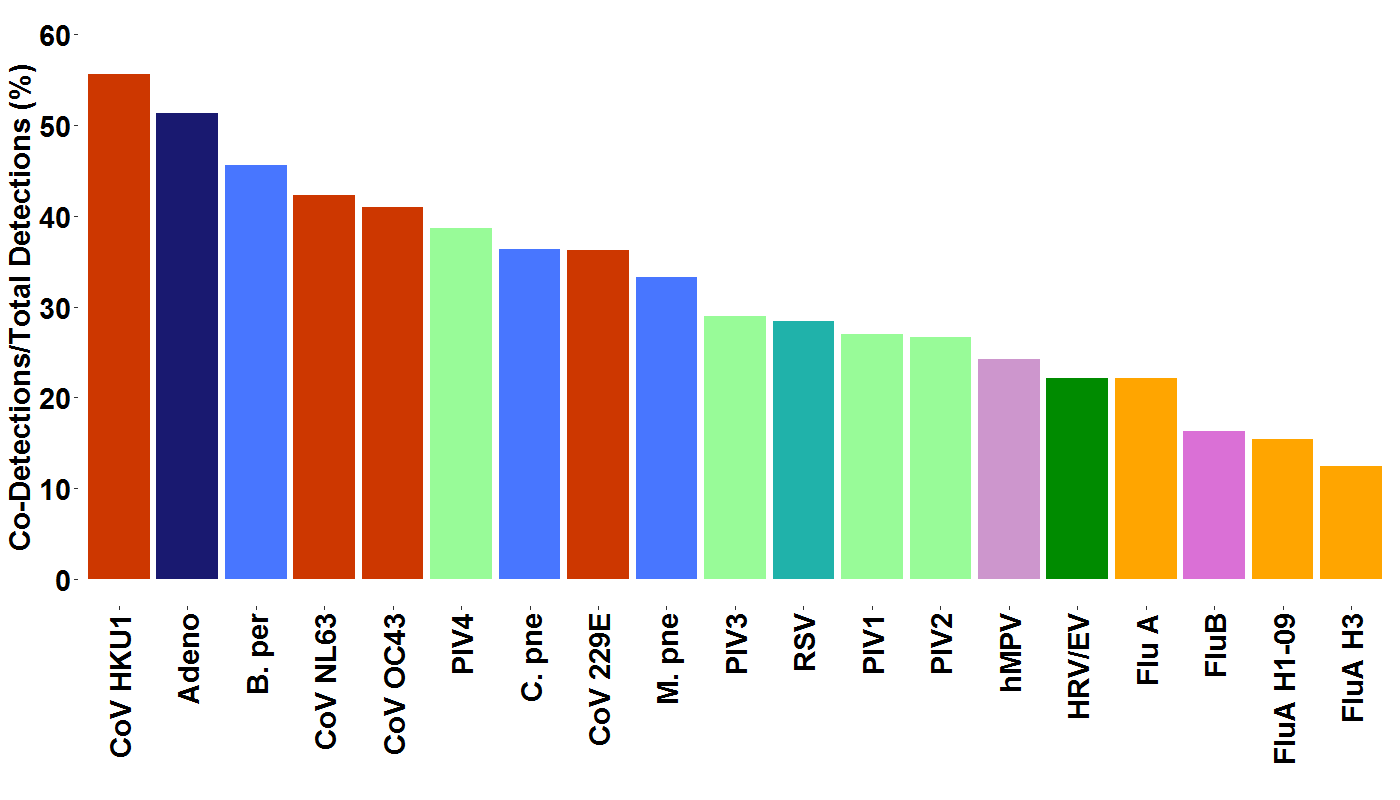 Co-Detections/Total Detections (%)
60
50
40
30
20
10
0
CoV HKU1
Adeno
B. per
CoV NL63
CoV OC43
PIV4
C. pne
CoV 229E
M. pne
PIV3
RSV
PIV1
PIV2
hMPV
HRV/EV
Flu A
FluB
FluA H1-09
FluA H3